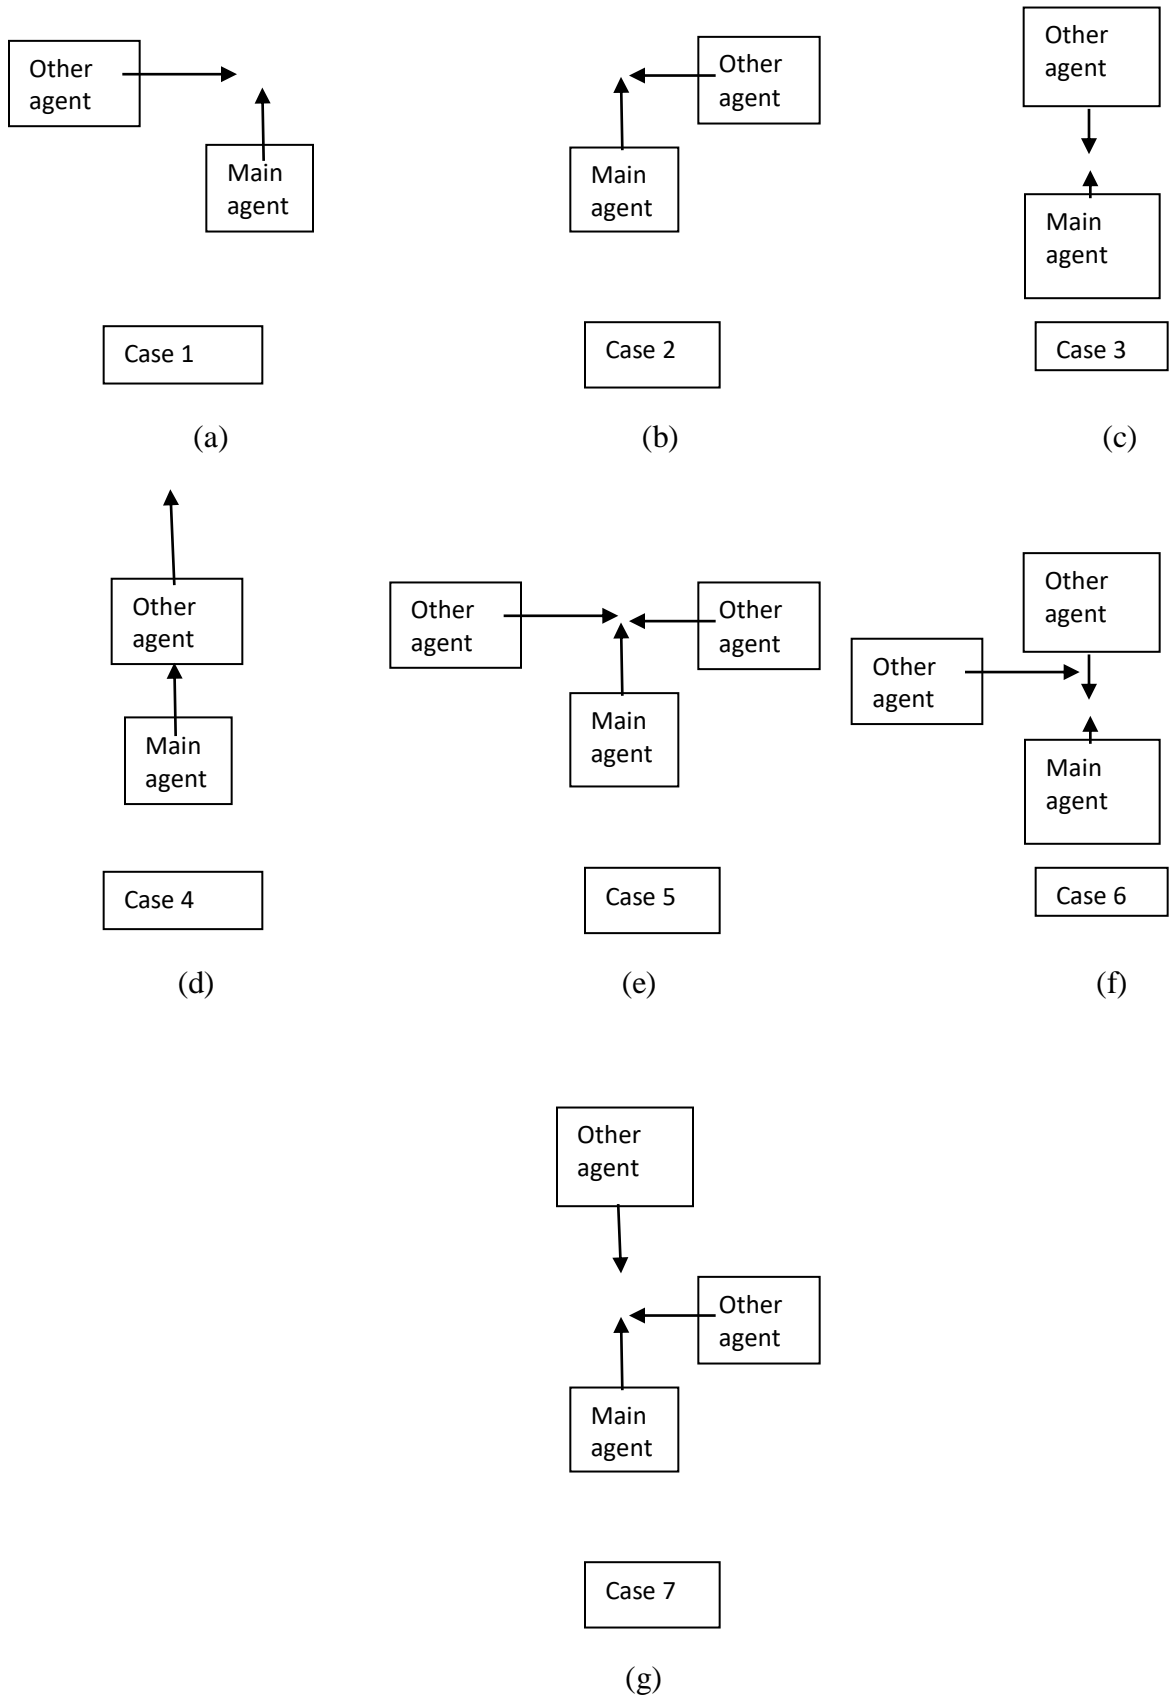 Other
agent
Main
agent
Case 1
(a)
Other
agent
Main
agent
Case 2
(b)
Other
agent
Main
agent
Case 3
(c)
Other
agent
Main
agent
Case 4
(d)
Other
agent
Other
agent
Main
agent
Case 5
(e)
Other
agent
Other
agent
Main
agent
Case 6
(f)
Other
agent
Other
agent
Main
agent
Case 7
(g)